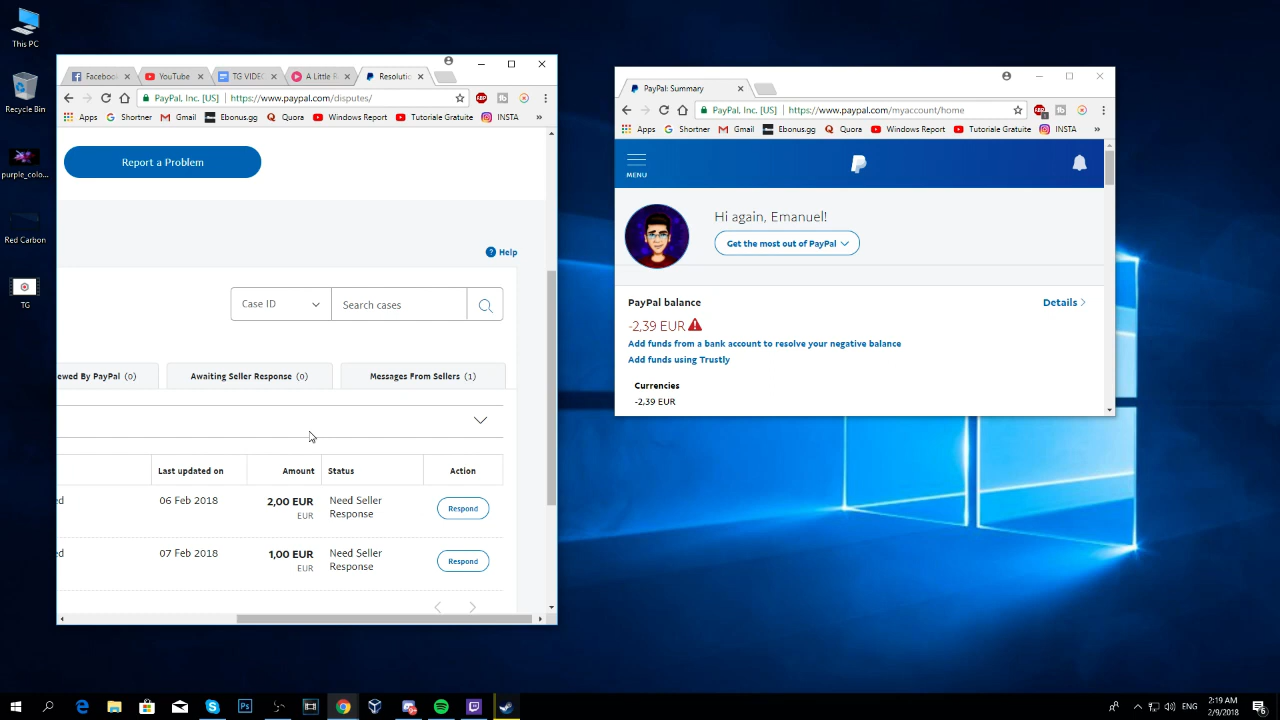 This PC
Recycle Bin
purple_colo...
Red Carbon
TG
Facebook
YouTube
TG VIDEO
A Little R
Resolutio
PayPal, Inc. [US]
https://www.paypal.com/disputes/
Apps
Shortner
Gmail
Ebonus.gg
Quora
Windows Report
Tutoriale Gratuite
INSTA
»
Report a Problem
Help
Case ID
Search cases
ewed By PayPal (0)
Awaiting Seller Response (0)
Messages From Sellers (1)
Last updated on
Amount
Status
Action
ed
06 Feb 2018
2,00 EUR
EUR
Need Seller
Response
Respond
ed
07 Feb 2018
1,00 EUR
EUR
Need Seller
Response
Respond
PayPal: Summary
PayPal, Inc. [US]
https://www.paypal.com/myaccount/home
Apps
Shortner
Gmail
Ebonus.gg
Quora
Windows Report
Tutoriale Gratuite
INSTA
»
MENU
Hi again, Emanuel!
Get the most out of PayPal
PayPal balance
Details
-2,39 EUR
Add funds from a bank account to resolve your negative balance
Add funds using Trustly
Currencies
-2,39 EUR
ENG
2:19 AM
2/9/2018